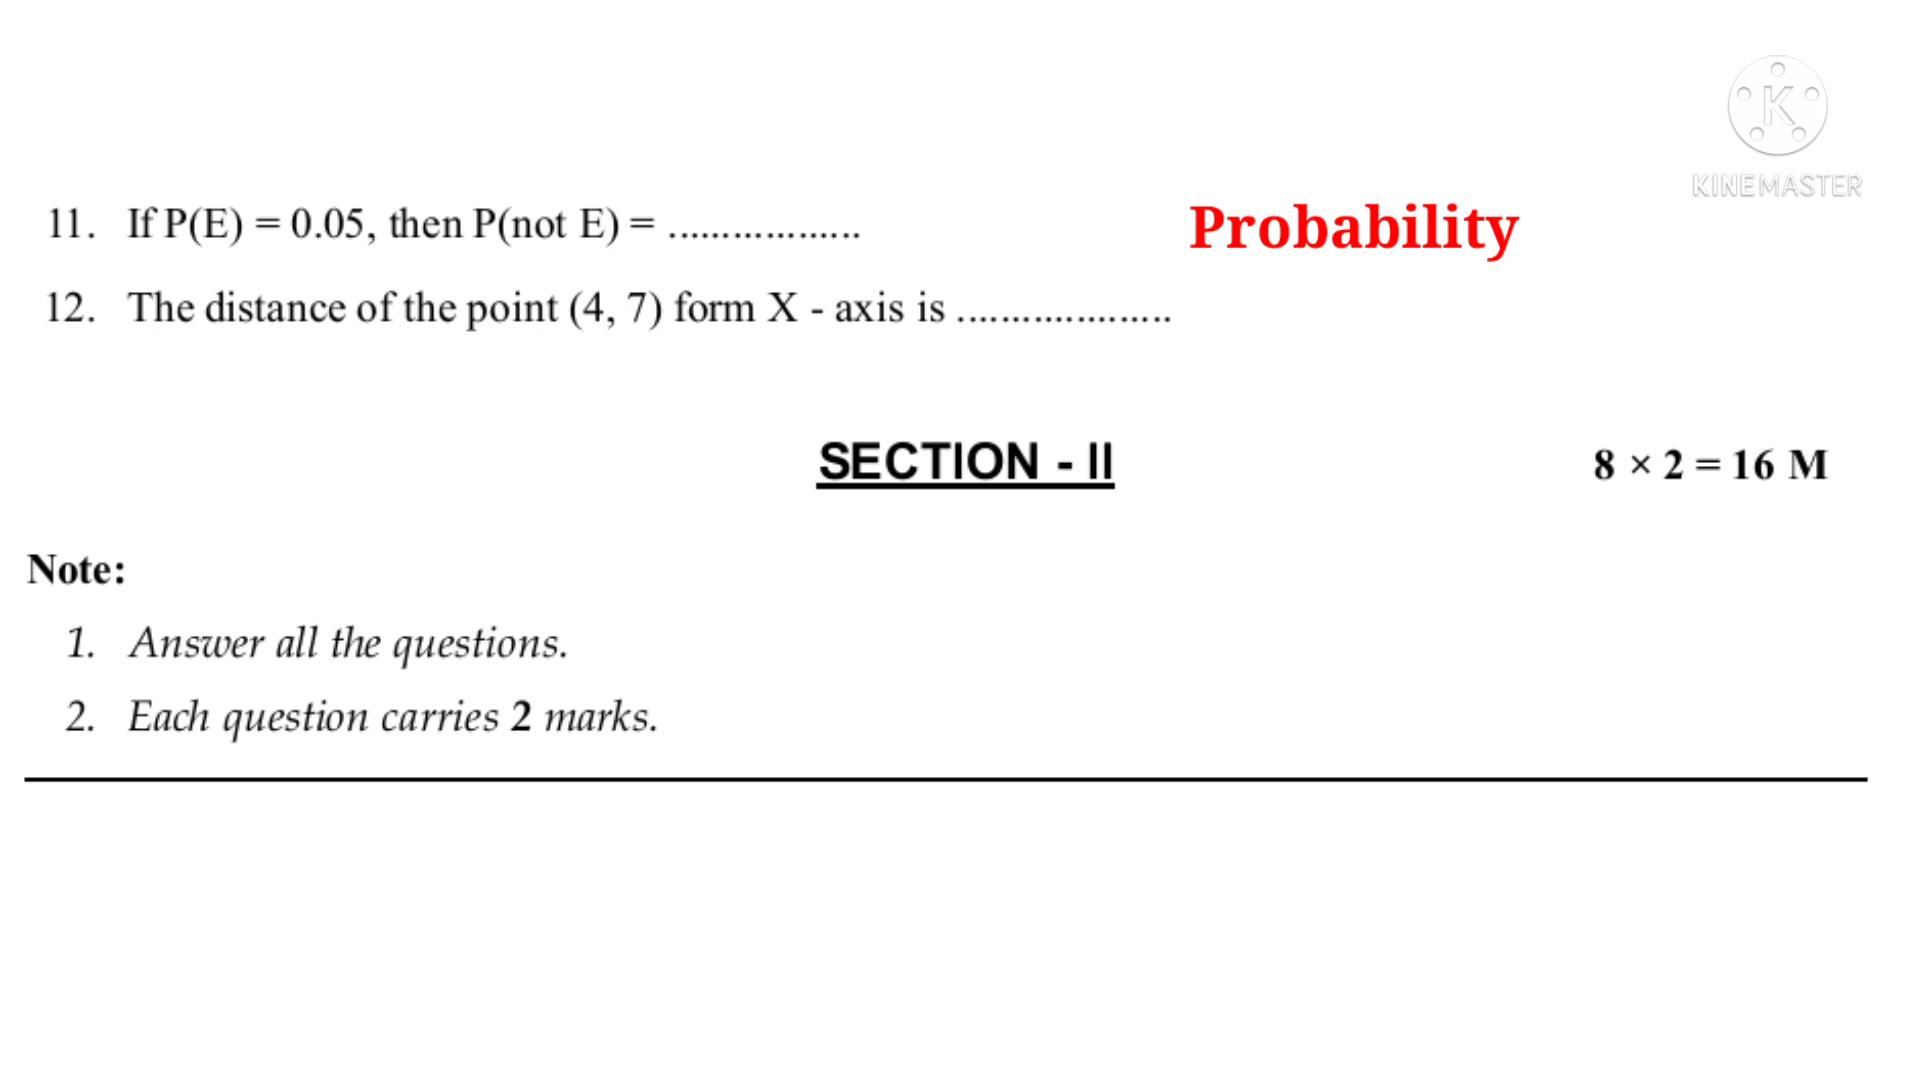 KINEMASTER
11. If P(E) = 0.05, then P(not E) = .................. Probability
12. The distance of the point (4, 7) form X - axis is ....................
SECTION - II 8 × 2 = 16 M
Note:
1. Answer all the questions.
2. Each question carries 2 marks.